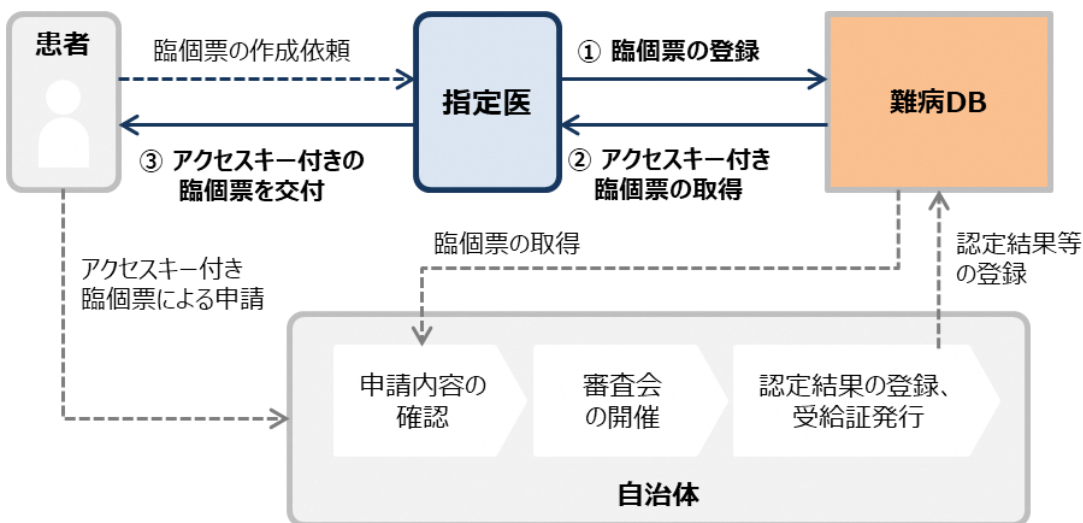 患者
臨個票の作成依頼
指定医
① 臨個票の登録
難病DB
③ アクセスキー付きの
臨個票を交付
② アクセスキー付き
臨個票の取得
アクセスキー付き
臨個票による申請
臨個票の取得
認定結果等
の登録
申請内容の
確認
審査会
の開催
認定結果の登録、
受給証発行
自治体